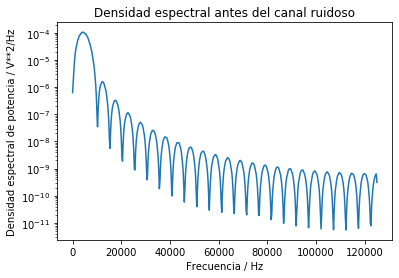 Densidad espectral antes del canal ruidoso
Densidad espectral de potencia / V**2/Hz
10⁻⁴
10⁻⁵
10⁻⁶
10⁻⁷
10⁻⁸
10⁻⁹
10⁻¹⁰
10⁻¹¹
0 20000 40000 60000 80000 100000 120000
Frecuencia / Hz